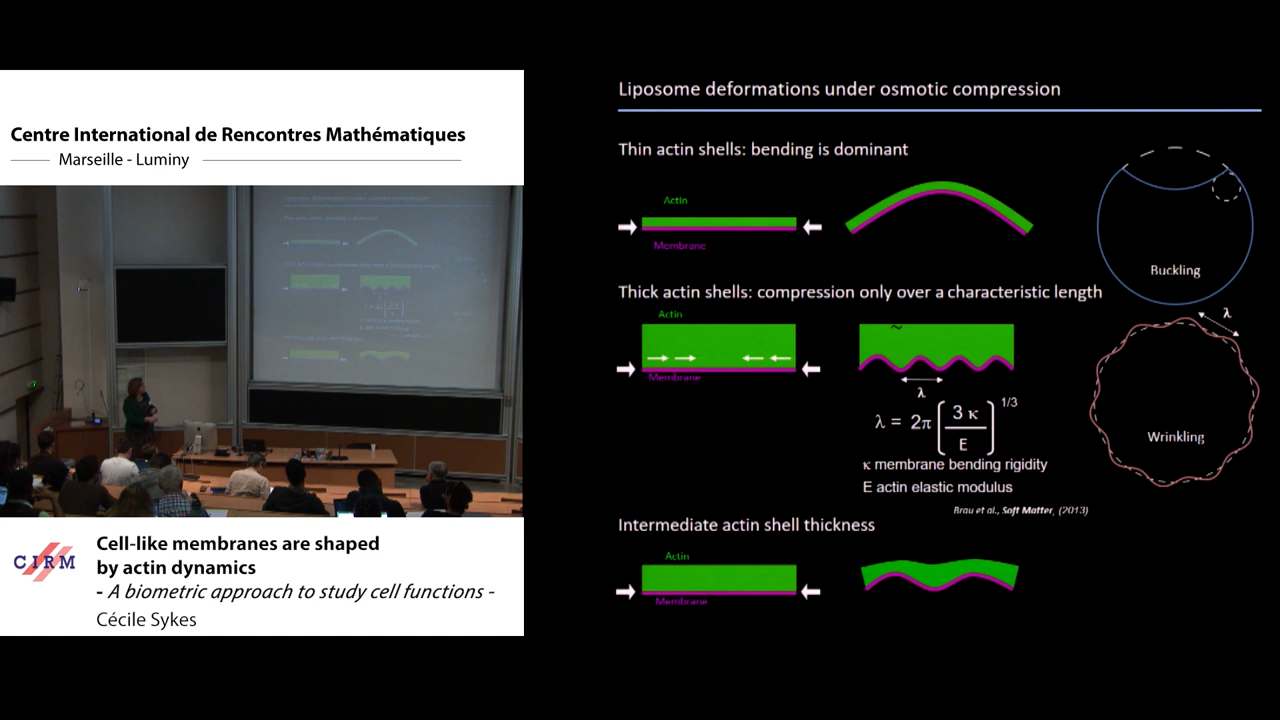 Centre International de Rencontres Mathématiques
Marseille - Luminy
CIRM
Cell-like membranes are shaped
by actin dynamics
- A biometric approach to study cell functions -
Cécile Sykes
Liposome deformations under osmotic compression
Thin actin shells: bending is dominant
Actin
Membrane
Buckling
Thick actin shells: compression only over a characteristic length
Actin
Membrane
~
λ
λ = 2π [ 3 κ / E ] 1/3
κ membrane bending rigidity
E actin elastic modulus
Brau et al., Soft Matter, (2013)
λ
Wrinkling
Intermediate actin shell thickness
Actin
Membrane